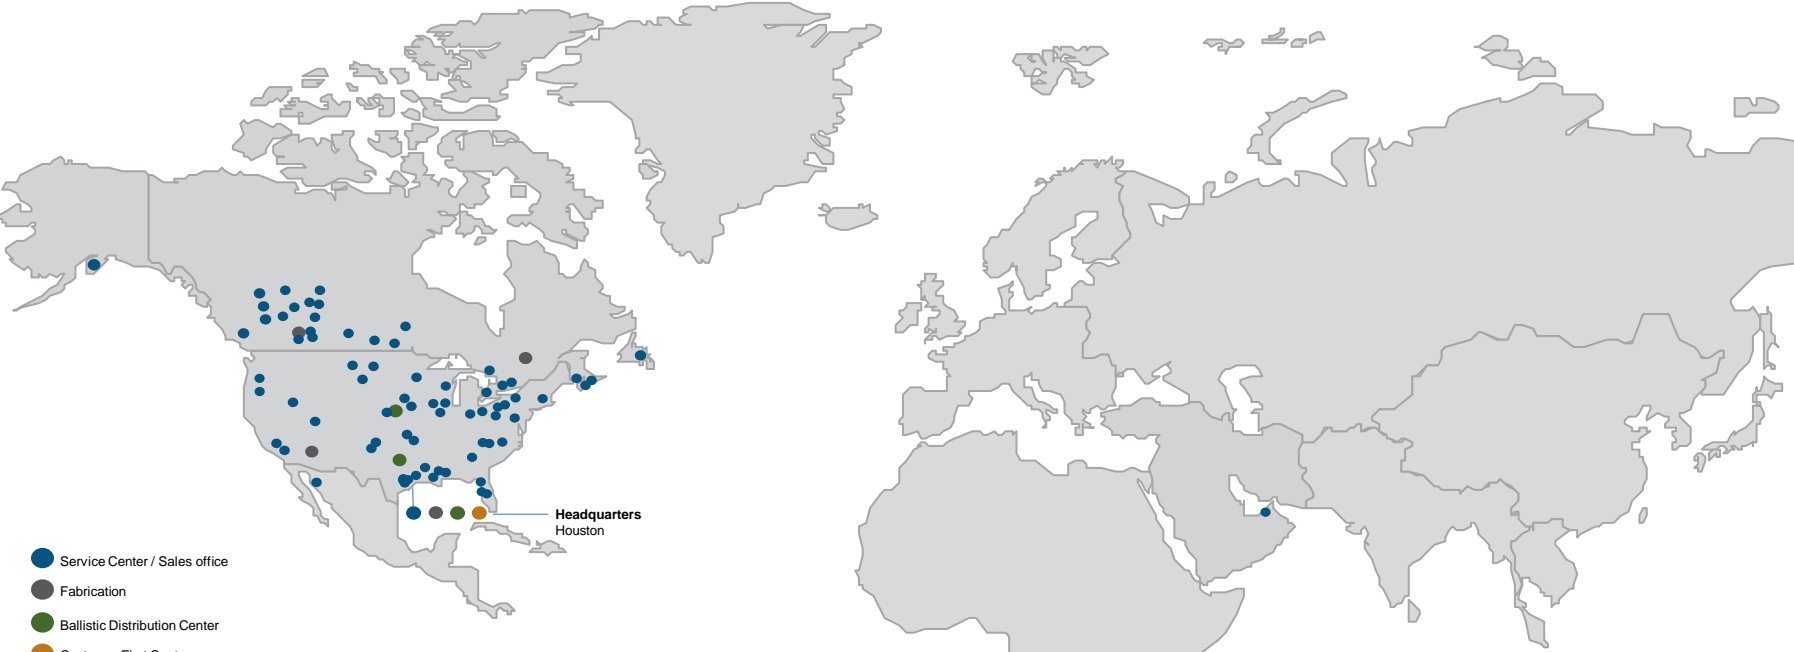 Headquarters
Houston
Service Center / Sales office
Fabrication
Ballistic Distribution Center